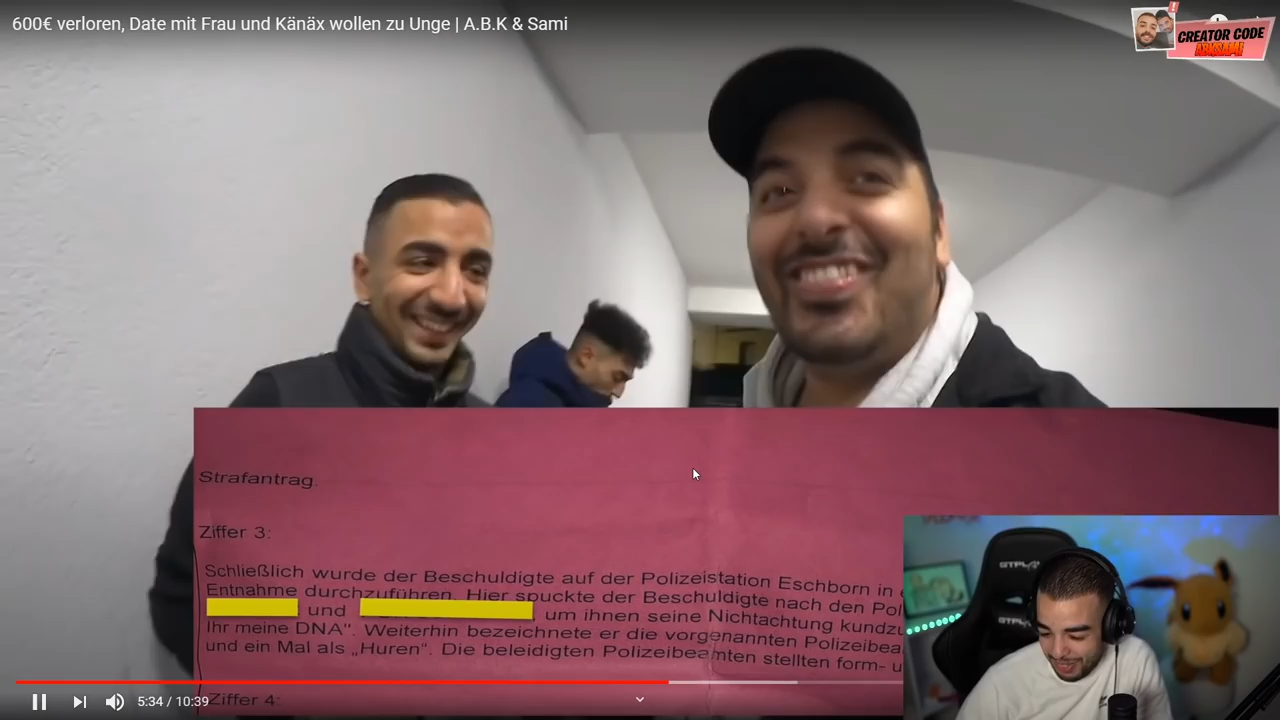 600€ verloren, Date mit Frau und Känäx wollen zu Unge | A.B.K & Sami
CREATOR CODE
ABKSAMI
Strafantrag.
Ziffer 3:
Schließlich wurde der Beschuldigte auf der Polizeistation Eschborn in
Entnahme durchzuführen. Hier spuckte der Beschuldigte nach den Pol
und , um ihnen seine Nichtachtung kundzu
Ihr meine DNA“. Weiterhin bezeichnete er die vorgenannten Polizeibea
und ein Mal als „Huren“. Die beleidigten Polizeibeamten stellten form- u
Ziffer 4:
5:34 / 10:39
GTPLAY